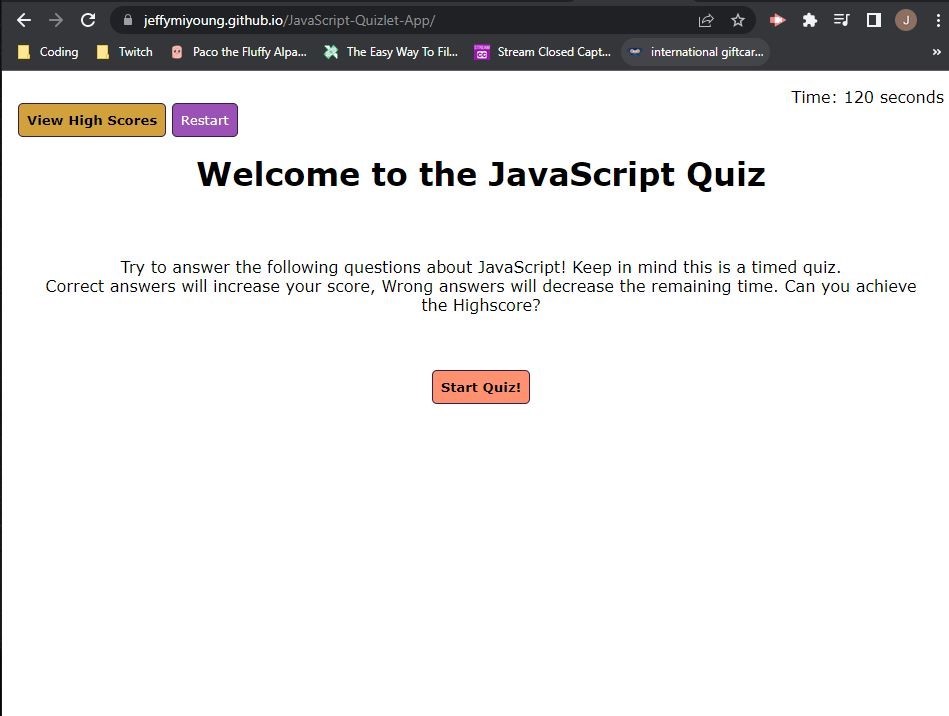 jeffymiyoung.github.io/JavaScript-Quizlet-App/
J
Coding Twitch Paco the Fluffy Alpa... The Easy Way To Fil... STREAM CC Stream Closed Capt... international giftcar... »
Time: 120 seconds
View High Scores Restart
Welcome to the JavaScript Quiz
Try to answer the following questions about JavaScript! Keep in mind this is a timed quiz.
Correct answers will increase your score, Wrong answers will decrease the remaining time. Can you achieve
the Highscore?
Start Quiz!